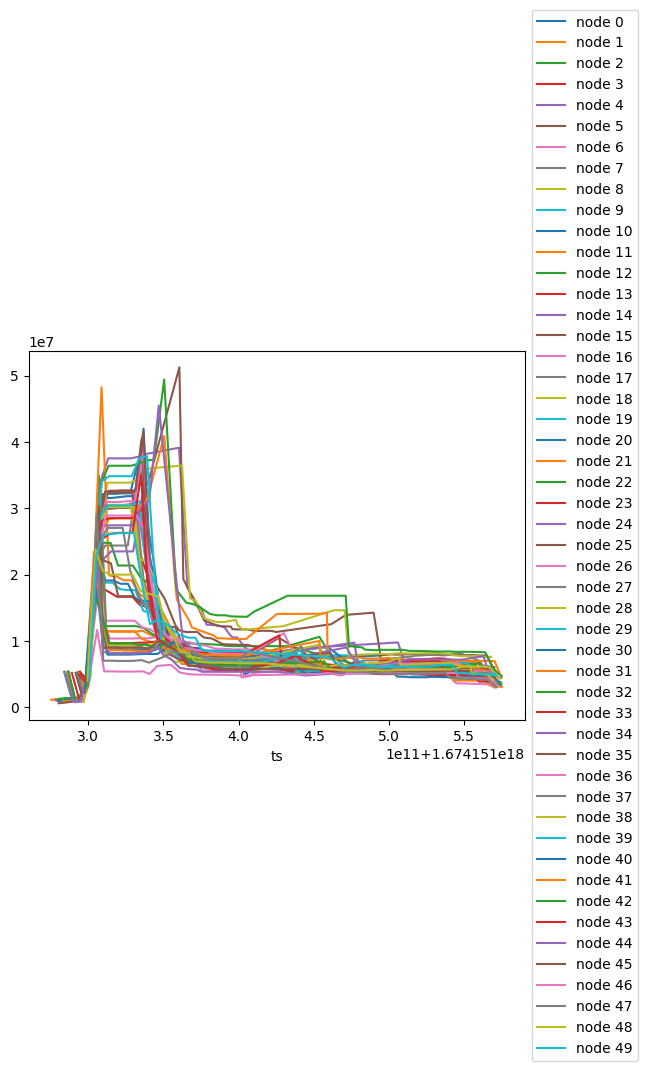 1e7
5
4
3
2
1
0
3.0 3.5 4.0 4.5 5.0 5.5
ts
1e11+1.674151e18
node 0
node 1
node 2
node 3
node 4
node 5
node 6
node 7
node 8
node 9
node 10
node 11
node 12
node 13
node 14
node 15
node 16
node 17
node 18
node 19
node 20
node 21
node 22
node 23
node 24
node 25
node 26
node 27
node 28
node 29
node 30
node 31
node 32
node 33
node 34
node 35
node 36
node 37
node 38
node 39
node 40
node 41
node 42
node 43
node 44
node 45
node 46
node 47
node 48
node 49